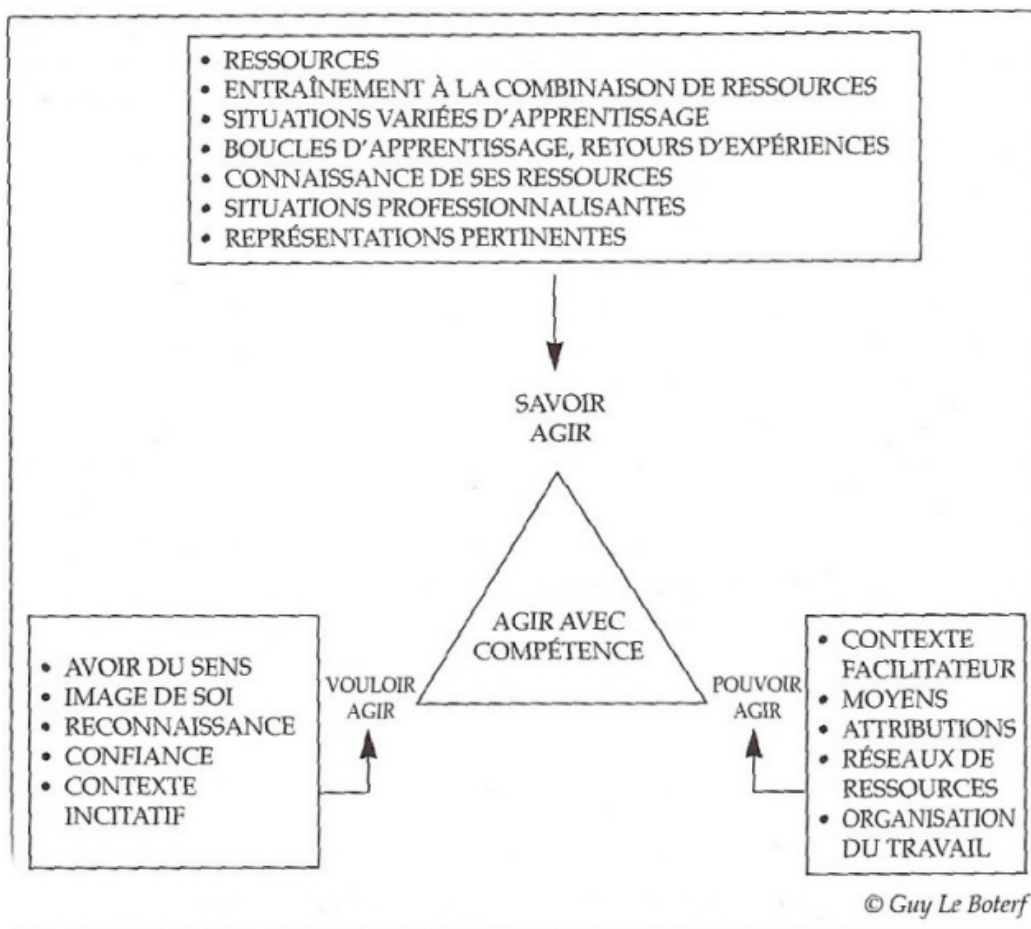 • RESSOURCES
• ENTRAÎNEMENT À LA COMBINAISON DE RESSOURCES
• SITUATIONS VARIÉES D'APPRENTISSAGE
• BOUCLES D'APPRENTISSAGE, RETOURS D'EXPÉRIENCES
• CONNAISSANCE DE SES RESSOURCES
• SITUATIONS PROFESSIONNALISANTES
• REPRÉSENTATIONS PERTINENTES
SAVOIR
AGIR
AGIR AVEC
COMPÉTENCE
• AVOIR DU SENS
• IMAGE DE SOI
• RECONNAISSANCE
• CONFIANCE
• CONTEXTE
INCITATIF
VOULOIR
AGIR
POUVOIR
AGIR
• CONTEXTE
FACILITATEUR
• MOYENS
• ATTRIBUTIONS
• RÉSEAUX DE
RESSOURCES
• ORGANISATION
DU TRAVAIL
© Guy Le Boterf